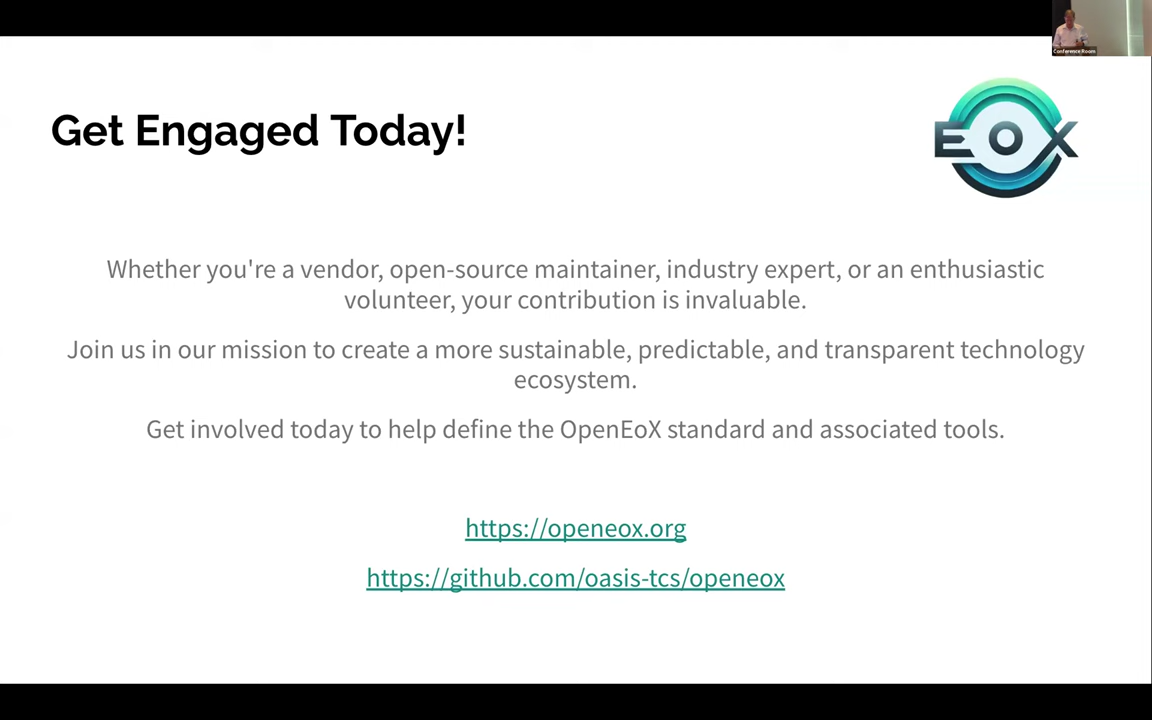 Conference Room
Get Engaged Today!
EOX
Whether you're a vendor, open-source maintainer, industry expert, or an enthusiastic
volunteer, your contribution is invaluable.
Join us in our mission to create a more sustainable, predictable, and transparent technology
ecosystem.
Get involved today to help define the OpenEoX standard and associated tools.
https://openeox.org
https://github.com/oasis-tcs/openeox